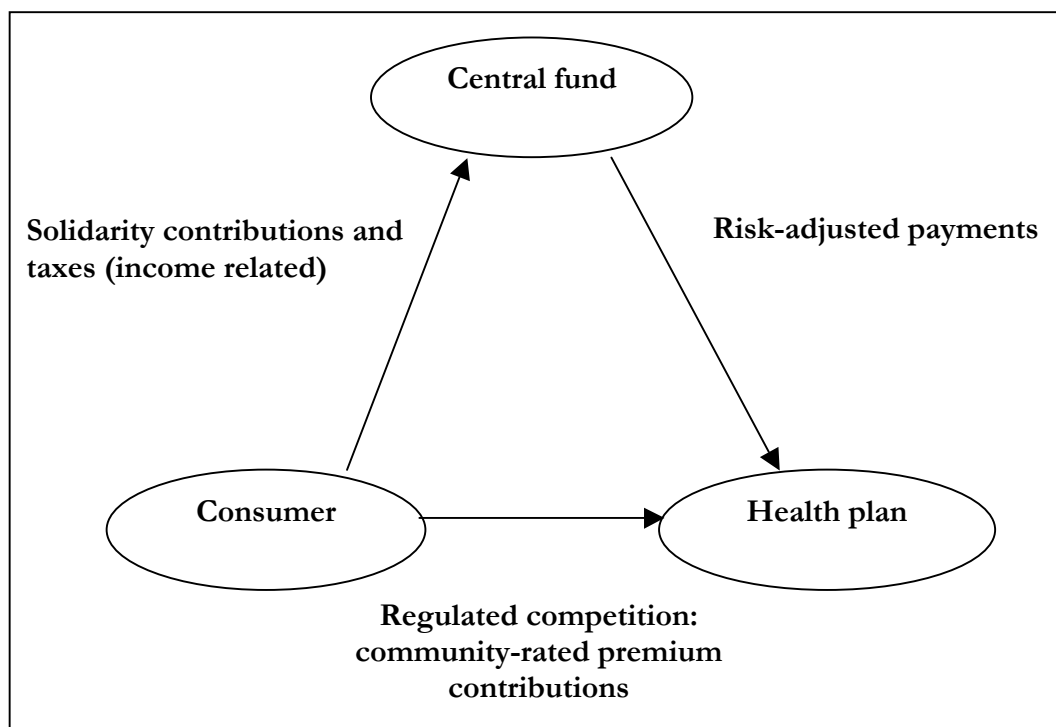 Central fund
Solidarity contributions and
taxes (income related)
Risk-adjusted payments
Consumer
Health plan
Regulated competition:
community-rated premium
contributions